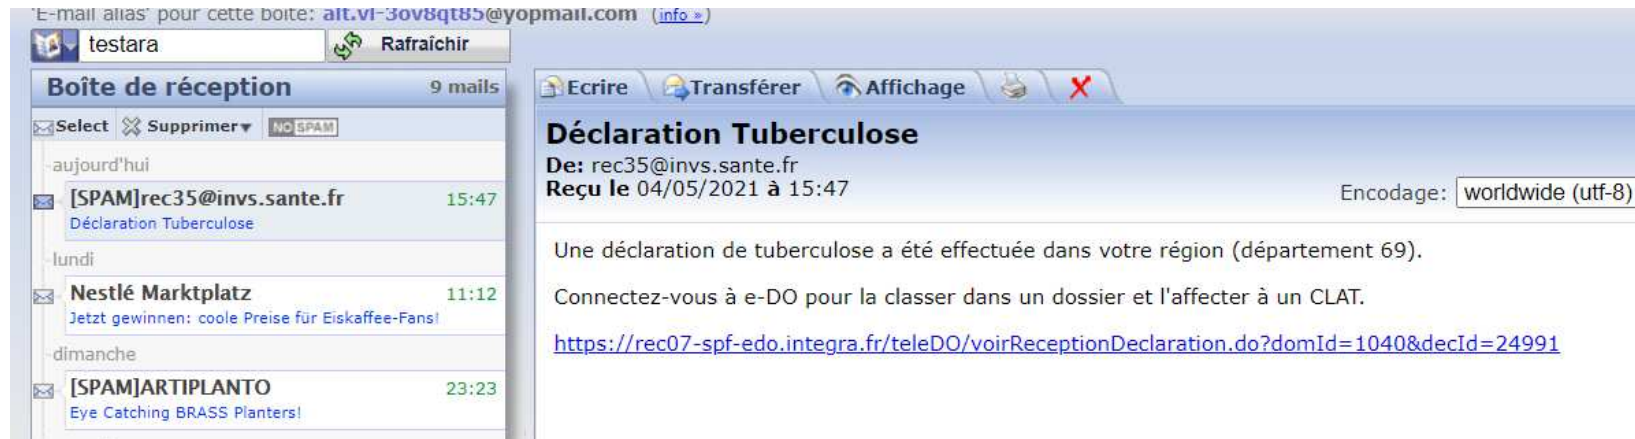 'E-mail alias' pour cette boîte: alt.vl-3ov8qt85@yopmail.com (info »)
testara Rafraîchir
Boîte de réception 9 mails
Select Supprimer NO SPAM
aujourd'hui
[SPAM]rec35@invs.sante.fr 15:47
Déclaration Tuberculose
lundi
Nestlé Marktplatz 11:12
Jetzt gewinnen: coole Preise für Eiskaffee-Fans!
dimanche
[SPAM]ARTIPLANTO 23:23
Eye Catching BRASS Planters!
Ecrire Transférer Affichage
Déclaration Tuberculose
De: rec35@invs.sante.fr
Reçu le 04/05/2021 à 15:47
Encodage: worldwide (utf-8)
Une déclaration de tuberculose a été effectuée dans votre région (département 69).
Connectez-vous à e-DO pour la classer dans un dossier et l'affecter à un CLAT.
https://rec07-spf-edo.integra.fr/teleDO/voirReceptionDeclaration.do?domId=1040&decId=24991